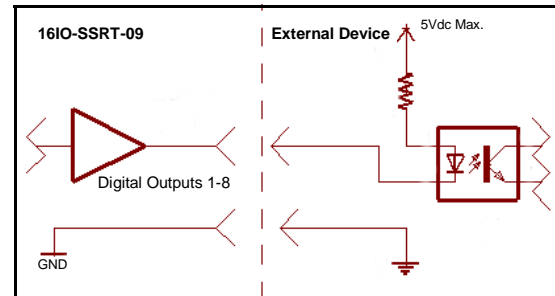 16IO-SSRT-09
External Device
5Vdc Max.
Digital Outputs 1-8
GND